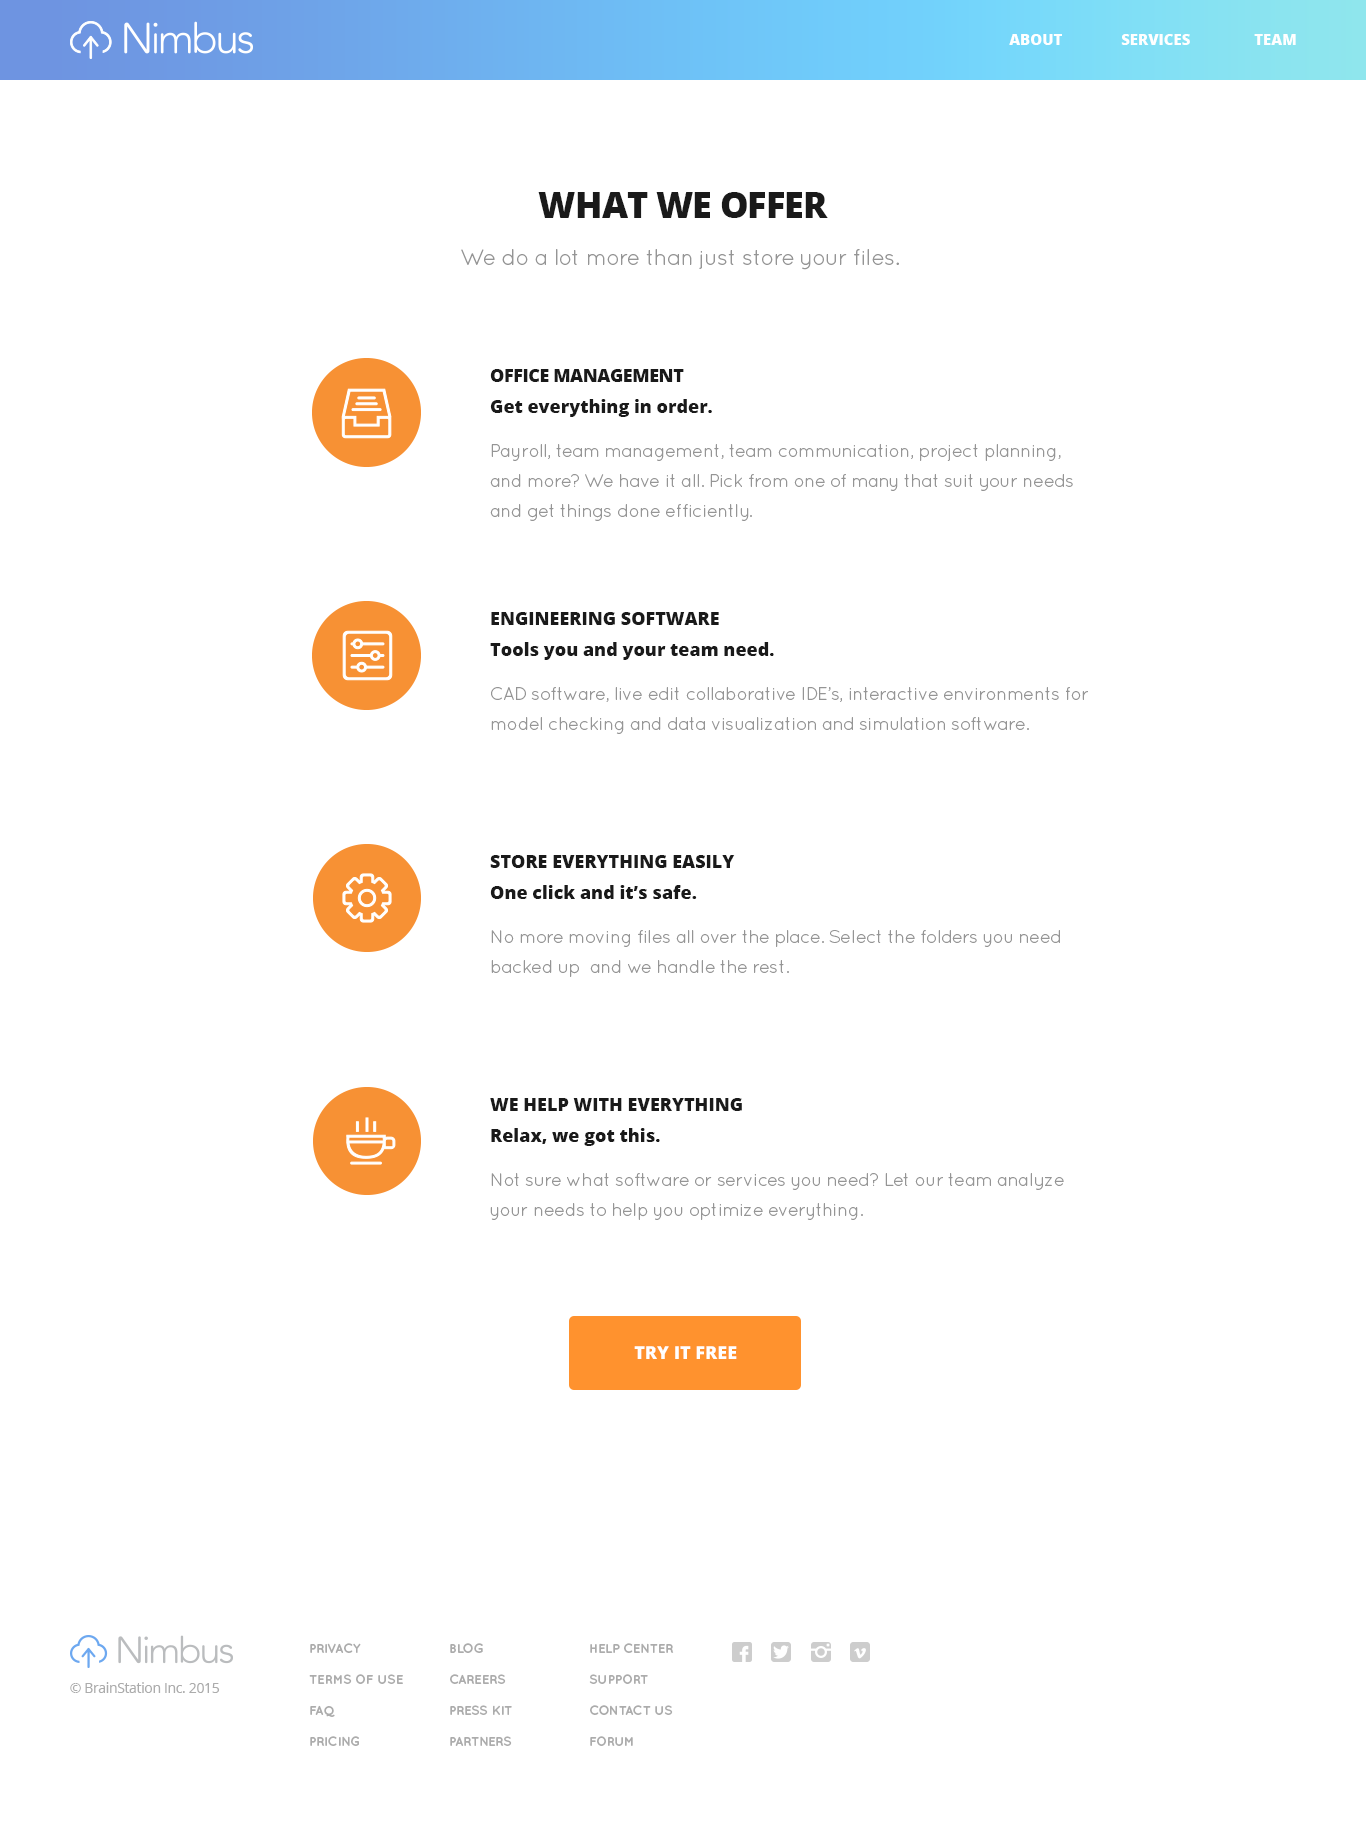 Nimbus
ABOUT
SERVICES
TEAM
WHAT WE OFFER
We do a lot more than just store your files.
OFFICE MANAGEMENT
Get everything in order.
Payroll, team management, team communication, project planning,
and more? We have it all. Pick from one of many that suit your needs
and get things done efficiently.
ENGINEERING SOFTWARE
Tools you and your team need.
CAD software, live edit collaborative IDE's, interactive environments for
model checking and data visualization and simulation software.
STORE EVERYTHING EASILY
One click and it’s safe.
No more moving files all over the place. Select the folders you need
backed up  and we handle the rest.
WE HELP WITH EVERYTHING
Relax, we got this.
Not sure what software or services you need? Let our team analyze
your needs to help you optimize everything.
TRY IT FREE
Nimbus
© BrainStation Inc. 2015
PRIVACY
TERMS OF USE
FAQ
PRICING
BLOG
CAREERS
PRESS KIT
PARTNERS
HELP CENTER
SUPPORT
CONTACT US
FORUM